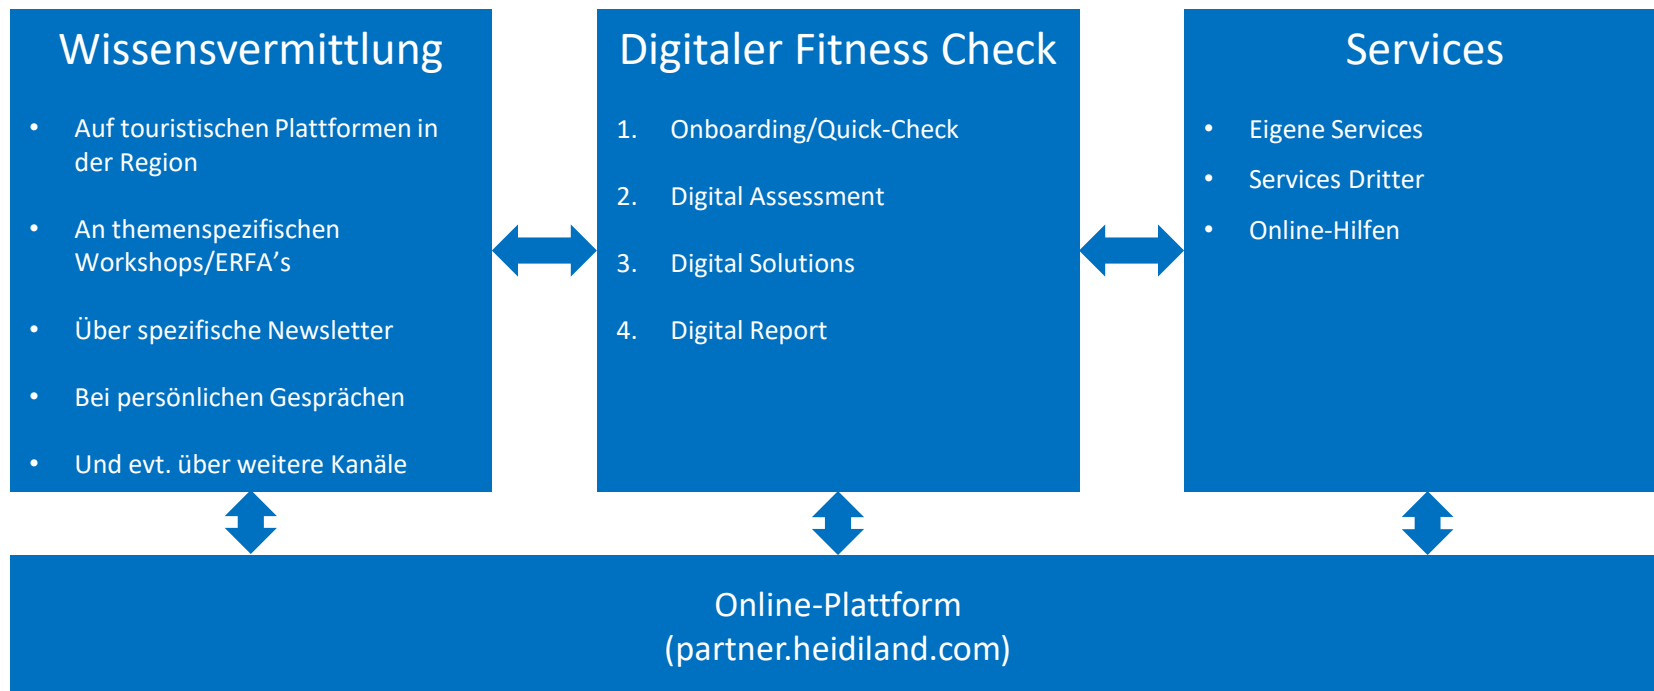 Wissensvermittlung
• Auf touristischen Plattformen in
der Region
• An themenspezifischen
Workshops/ERFA’s
• Über spezifische Newsletter
• Bei persönlichen Gesprächen
• Und evt. über weitere Kanäle
Digitaler Fitness Check
1. Onboarding/Quick-Check
2. Digital Assessment
3. Digital Solutions
4. Digital Report
Services
• Eigene Services
• Services Dritter
• Online-Hilfen
Online-Plattform
(partner.heidiland.com)